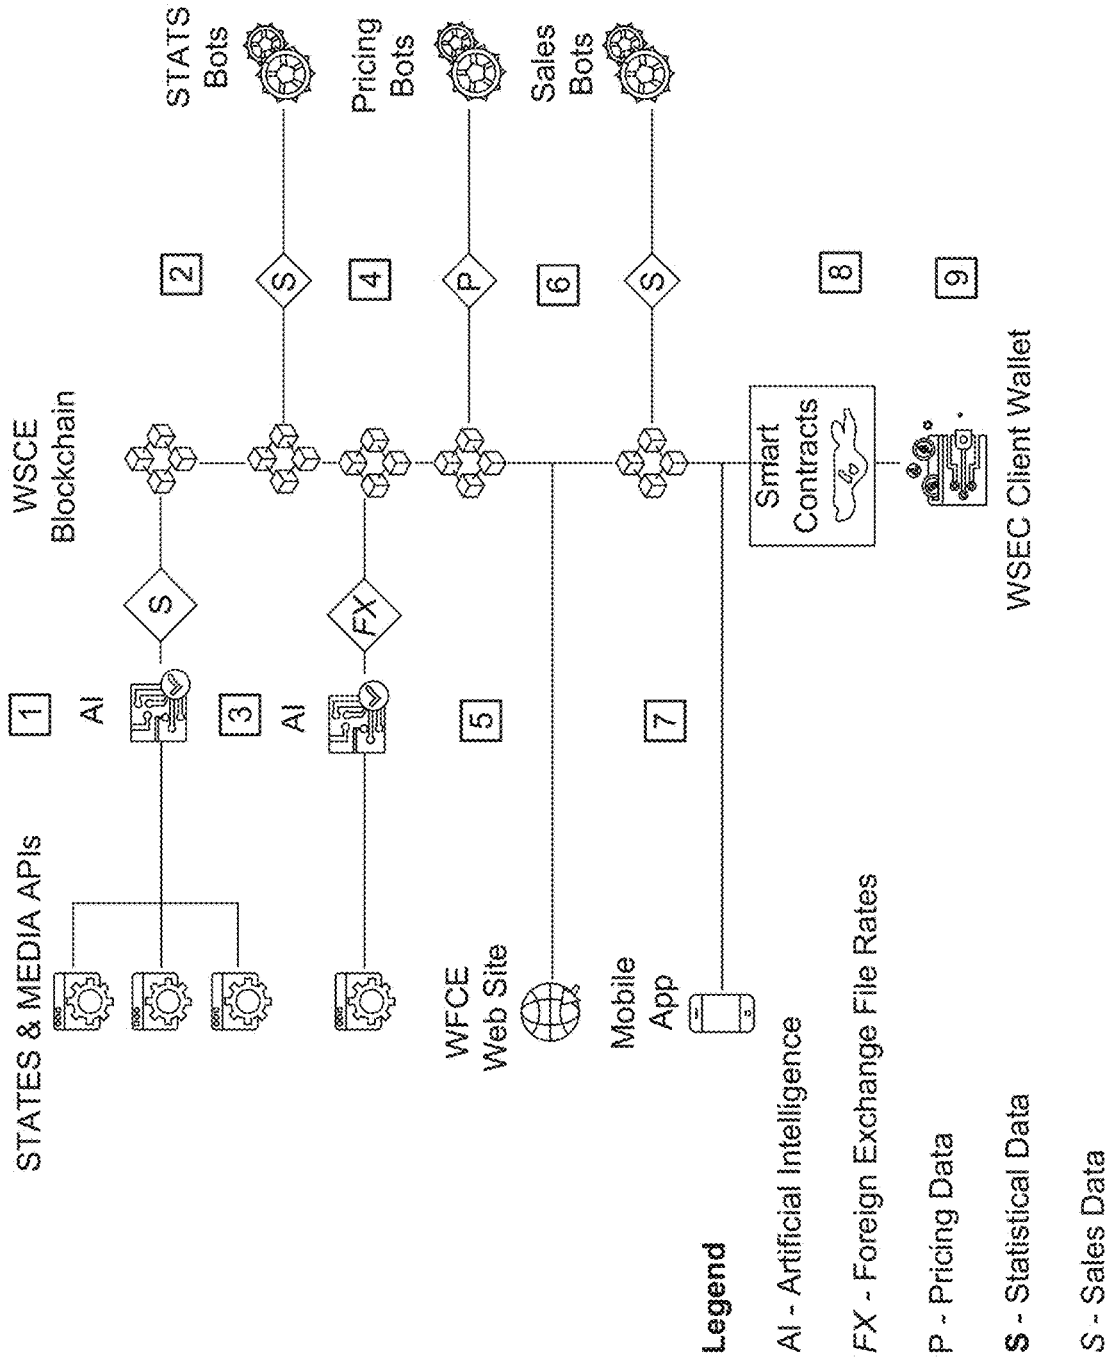 STATES & MEDIA APIs
1
AI
S
WSCE
Blockchain
2
STATS
Bots
S
3
AI
FX
4
Pricing
Bots
P
WFCE
Web Site
5
6
Sales
Bots
S
Mobile
App
7
Smart
Contracts
8
9
WSEC Client Wallet
Legend
AI - Artificial Intelligence
FX - Foreign Exchange File Rates
P - Pricing Data
S - Statistical Data
S - Sales Data